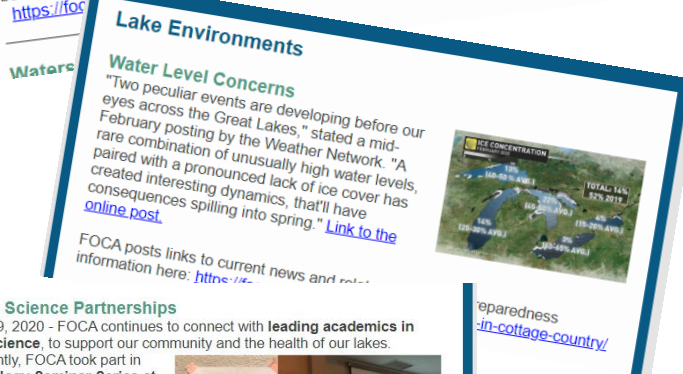 https://foc
Waters
Lake Environments
Water Level Concerns
"Two peculiar events are developing before our
eyes across the Great Lakes," stated a mid-
February posting by the Weather Network. "A
rare combination of unusually high water levels,
paired with a pronounced lack of ice cover has
created interesting dynamics, that'll have
consequences spilling into spring." Link to the
online post.
ICE CONCENTRATION
TOTAL: 16%
52% 2019
FOCA posts links to current news and
information here: https://
reparedness
-in-cottage-country/
Science Partnerships
9, 2020 - FOCA continues to connect with leading academics in
cience, to support our community and the health of our lakes.
ntly, FOCA took part in